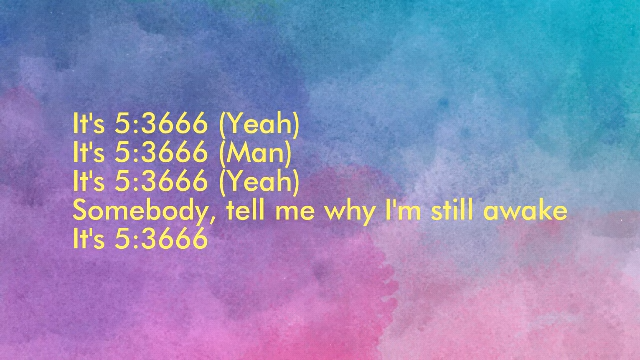 It's 5:3666 (Yeah)
It's 5:3666 (Man)
It's 5:3666 (Yeah)
Somebody, tell me why I'm still awake
It's 5:3666